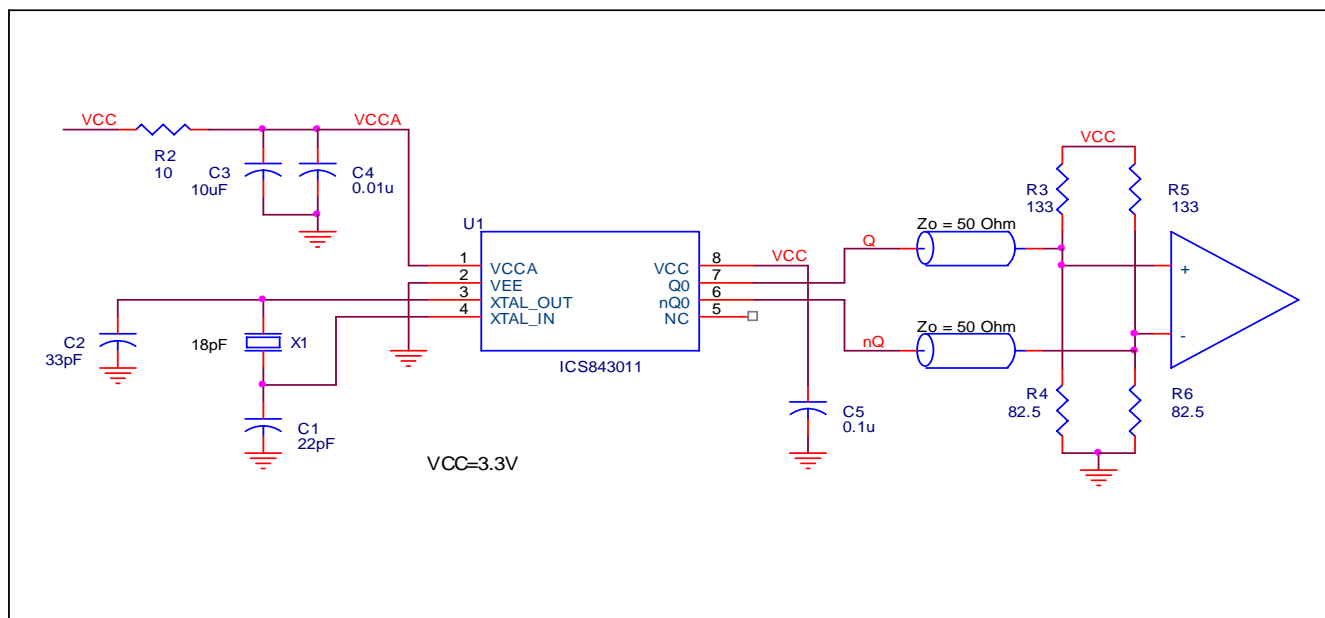 VCC
R2
10
VCCA
C3
10uF
C4
0.01u
U1
1
2
3
4
VCCA
VEE
XTAL_OUT
XTAL_IN
VCC
Q0
nQ0
NC
8
7
6
5
ICS843011
C2
33pF
18pF
X1
C1
22pF
VCC=3.3V
VCC
C5
0.1u
Q
Zo = 50 Ohm
nQ
Zo = 50 Ohm
VCC
R3
133
R5
133
+
-
R4
82.5
R6
82.5